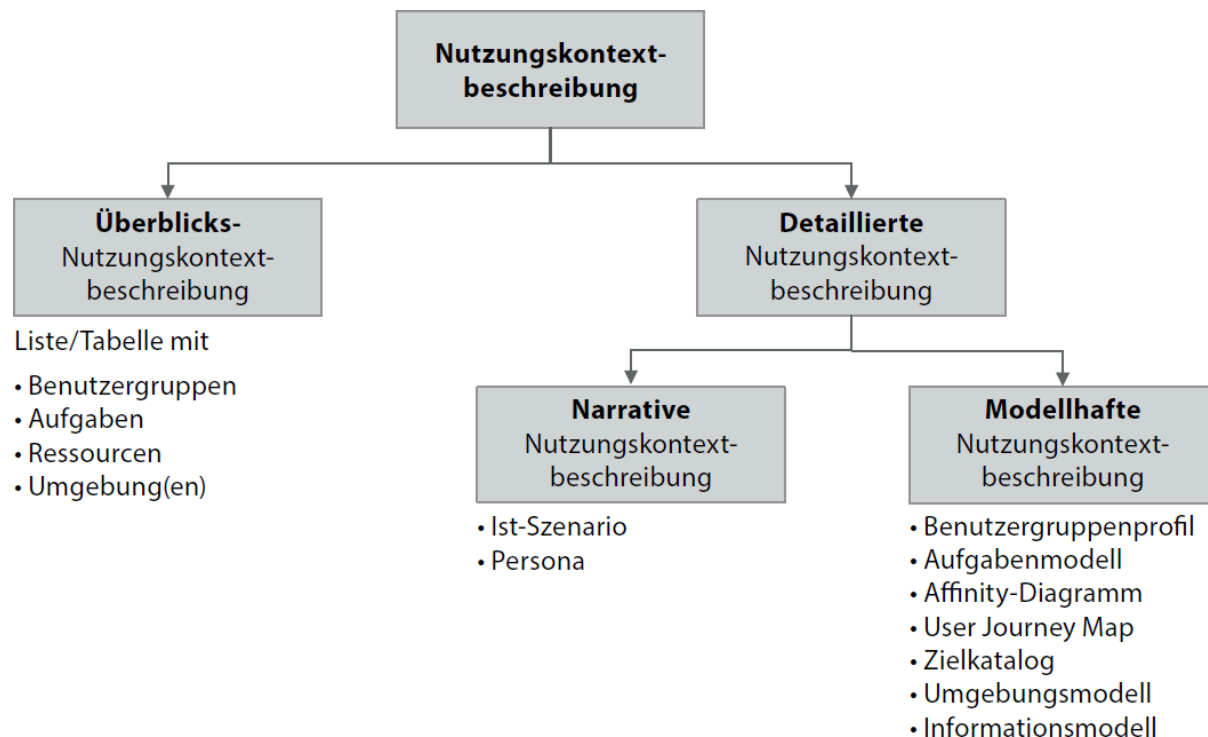 Nutzungskontext-
beschreibung
Überblicks-
Nutzungskontext-
beschreibung
Liste/Tabelle mit
• Benutzergruppen
• Aufgaben
• Ressourcen
• Umgebung(en)
Detaillierte
Nutzungskontext-
beschreibung
Narrative
Nutzungskontext-
beschreibung
• Ist-Szenario
• Persona
Modellhafte
Nutzungskontext-
beschreibung
• Benutzergruppenprofil
• Aufgabenmodell
• Affinity-Diagramm
• User Journey Map
• Zielkatalog
• Umgebungsmodell
• Informationsmodell